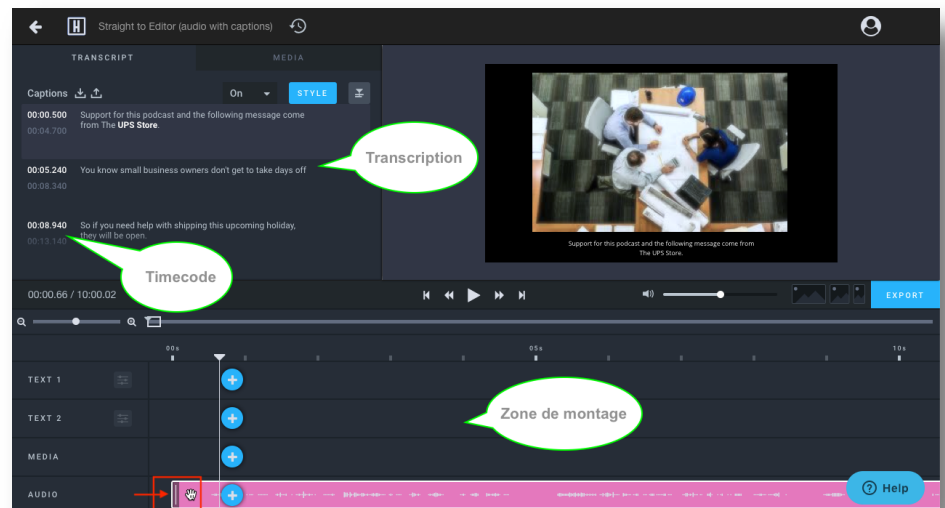 H Straight to Editor (audio with captions)
TRANSCRIPT MEDIA
Captions On STYLE
00:00.500 Support for this podcast and the following message come
00:04.700 from The UPS Store.
Transcription
00:05.240 You know small business owners don't get to take days off
00:08.340
00:08.940 So if you need help with shipping this upcoming holiday,
00:13.140 they will be open.
Timecode
Support for this podcast and the following message come from
The UPS Store.
00:00.66 / 10:00.02 EXPORT
00s 05s 10s
TEXT 1
TEXT 2
Zone de montage
MEDIA
AUDIO
? Help